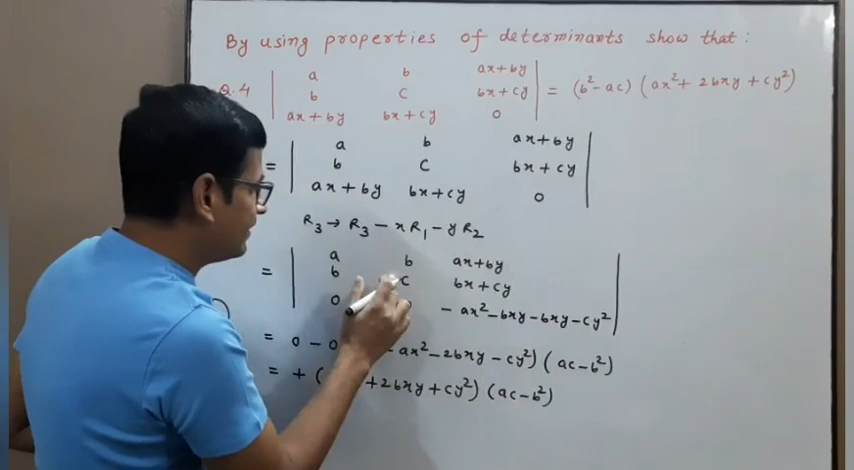 By using properties of determinants show that :
Q.4 | a b ax+by |
| b c bx+cy | = (b²-ac) (ax²+ 2bxy + cy²)
| ax+by bx+cy 0 |
= | a b ax+by |
| b c bx+cy |
| ax+by bx+cy 0 |
R₃ → R₃ - xR₁ - yR₂
= | a b ax+by |
| b c bx+cy |
| 0 - ax²-bxy-bxy-cy² |
= 0 - 0 - ax²-2bxy-cy²) (ac-b²)
= + ( +2bxy+cy²) (ac-b²)